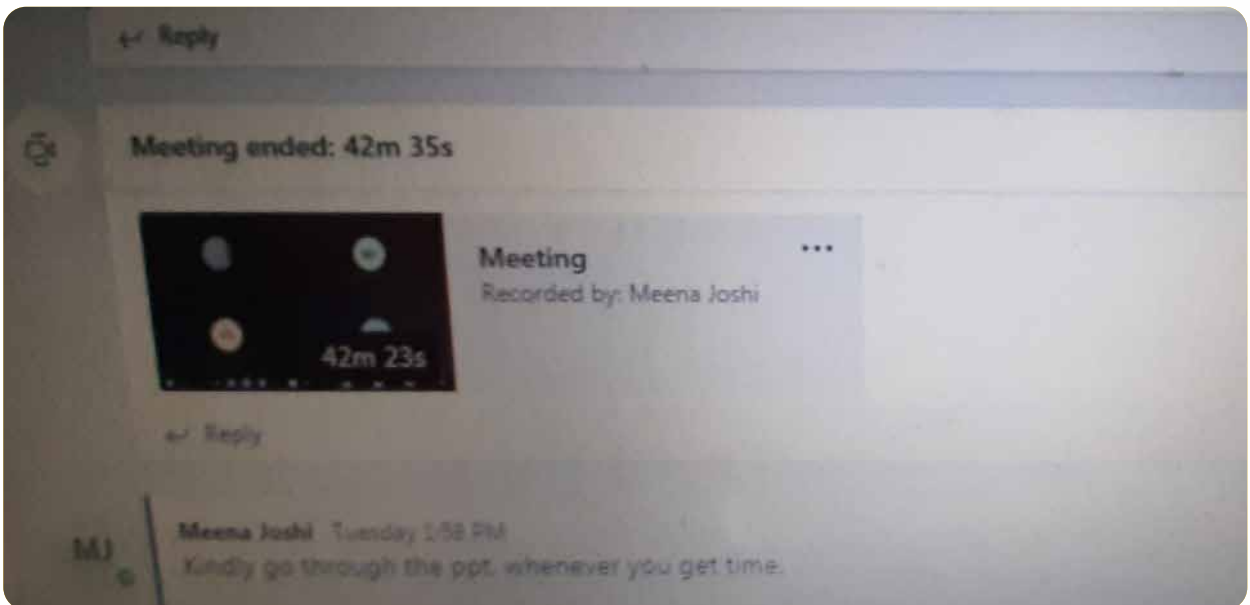 Reply
Meeting ended: 42m 35s
Meeting
Recorded by: Meena Joshi
42m 23s
Reply
Meena Joshi Tuesday 1:58 PM
MJ
Kindly go through the ppt, whenever you get time.